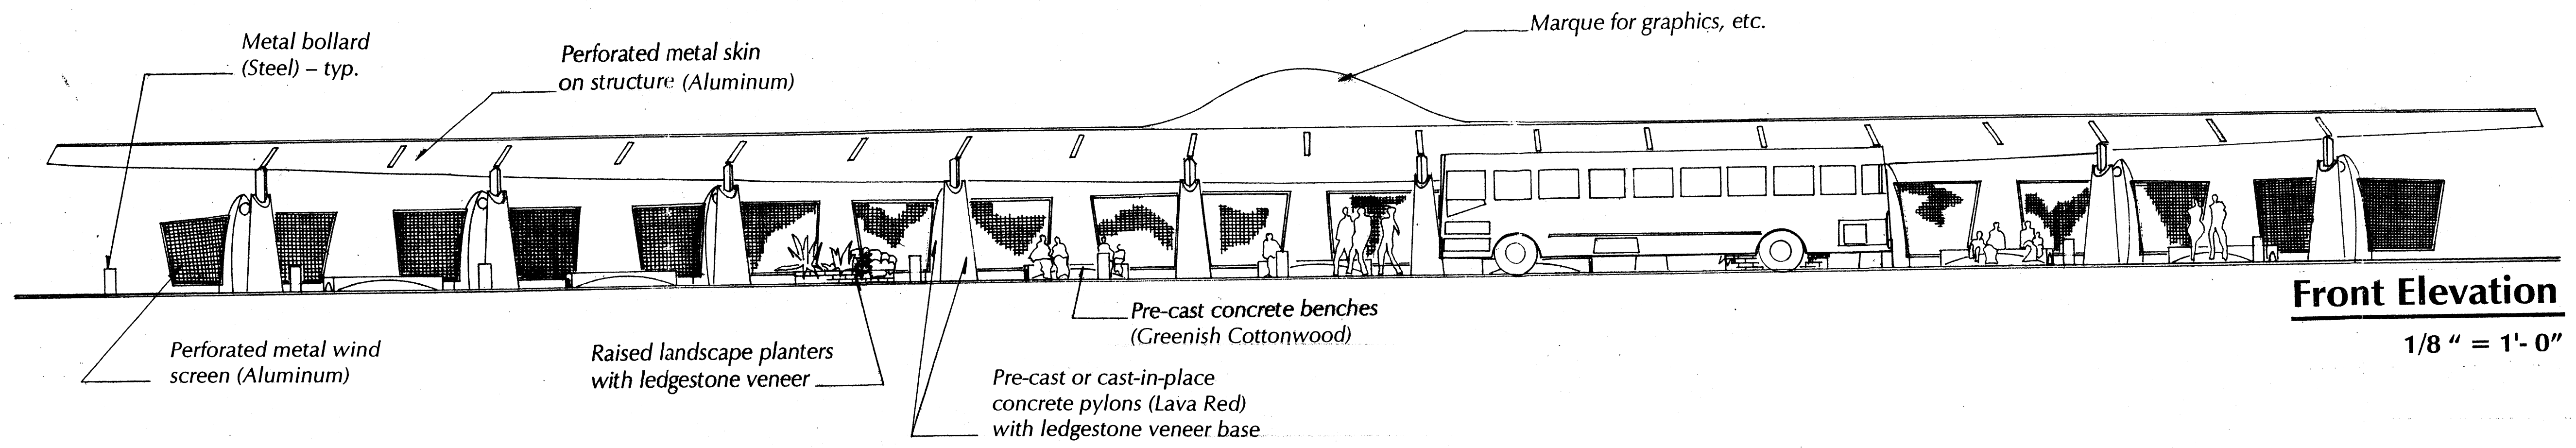 Marque for graphics, etc.
Metal bollard
(Steel) – typ.
Perforated metal skin
on structure (Aluminum)
Front Elevation
1/8 “ = 1'- 0”
Pre-cast concrete benches
(Greenish Cottonwood)
Perforated metal wind
screen (Aluminum)
Raised landscape planters
with ledgestone veneer
Pre-cast or cast-in-place
concrete pylons (Lava Red)
with ledgestone veneer base